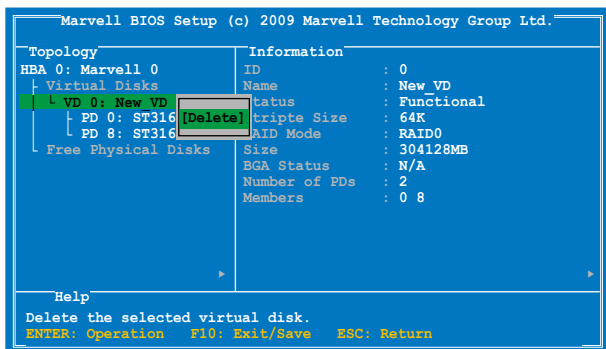 Marvell BIOS Setup (c) 2009 Marvell Technology Group Ltd.
Topology
HBA 0: Marvell 0
Virtual Disks
VD 0: New_VD
PD 0: ST316
PD 8: ST316
Free Physical Disks
[Delete]
Information
ID : 0
Name : New_VD
tatus : Functional
tripte Size : 64K
AID Mode : RAID0
Size : 304128MB
BGA Status : N/A
Number of PDs : 2
Members : 0 8
Help
Delete the selected virtual disk.
ENTER: Operation F10: Exit/Save ESC: Return